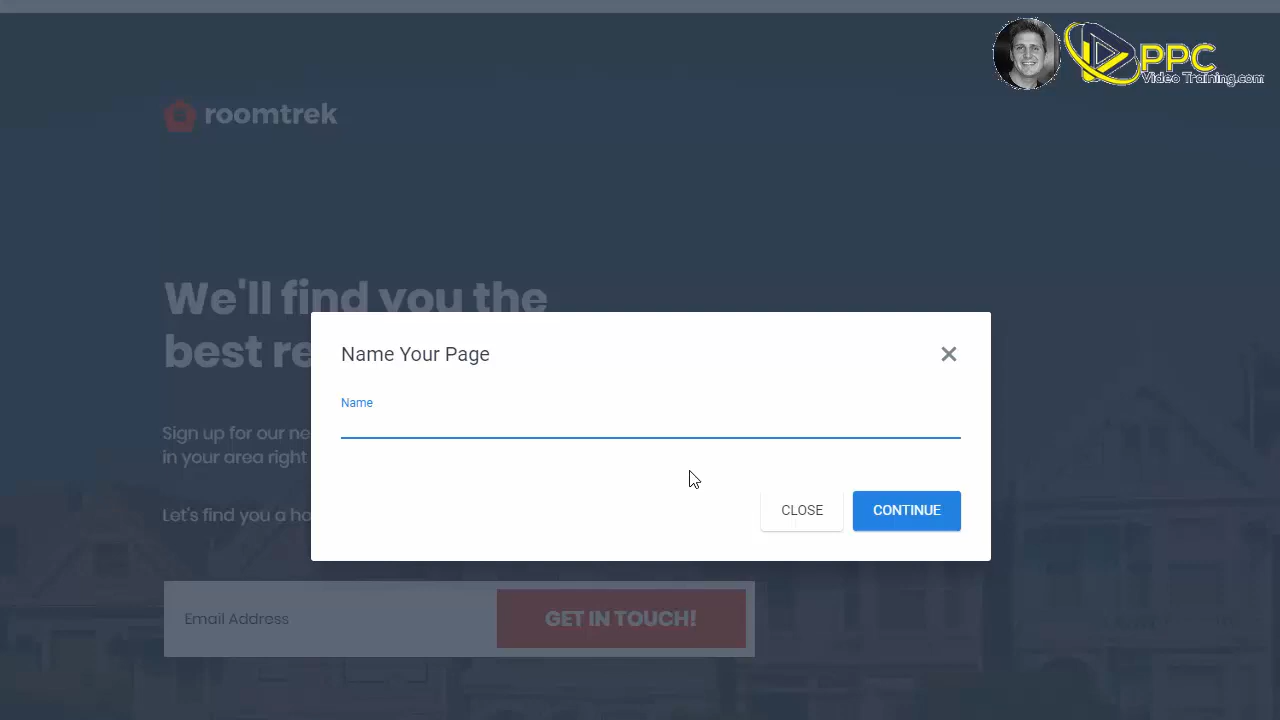 PPC
Video Training.com
roomtrek
We'll find you the
best re
Sign up for our ne
in your area right
Let's find you a ho
Name Your Page
Name
CLOSE
CONTINUE
Email Address
GET IN TOUCH!